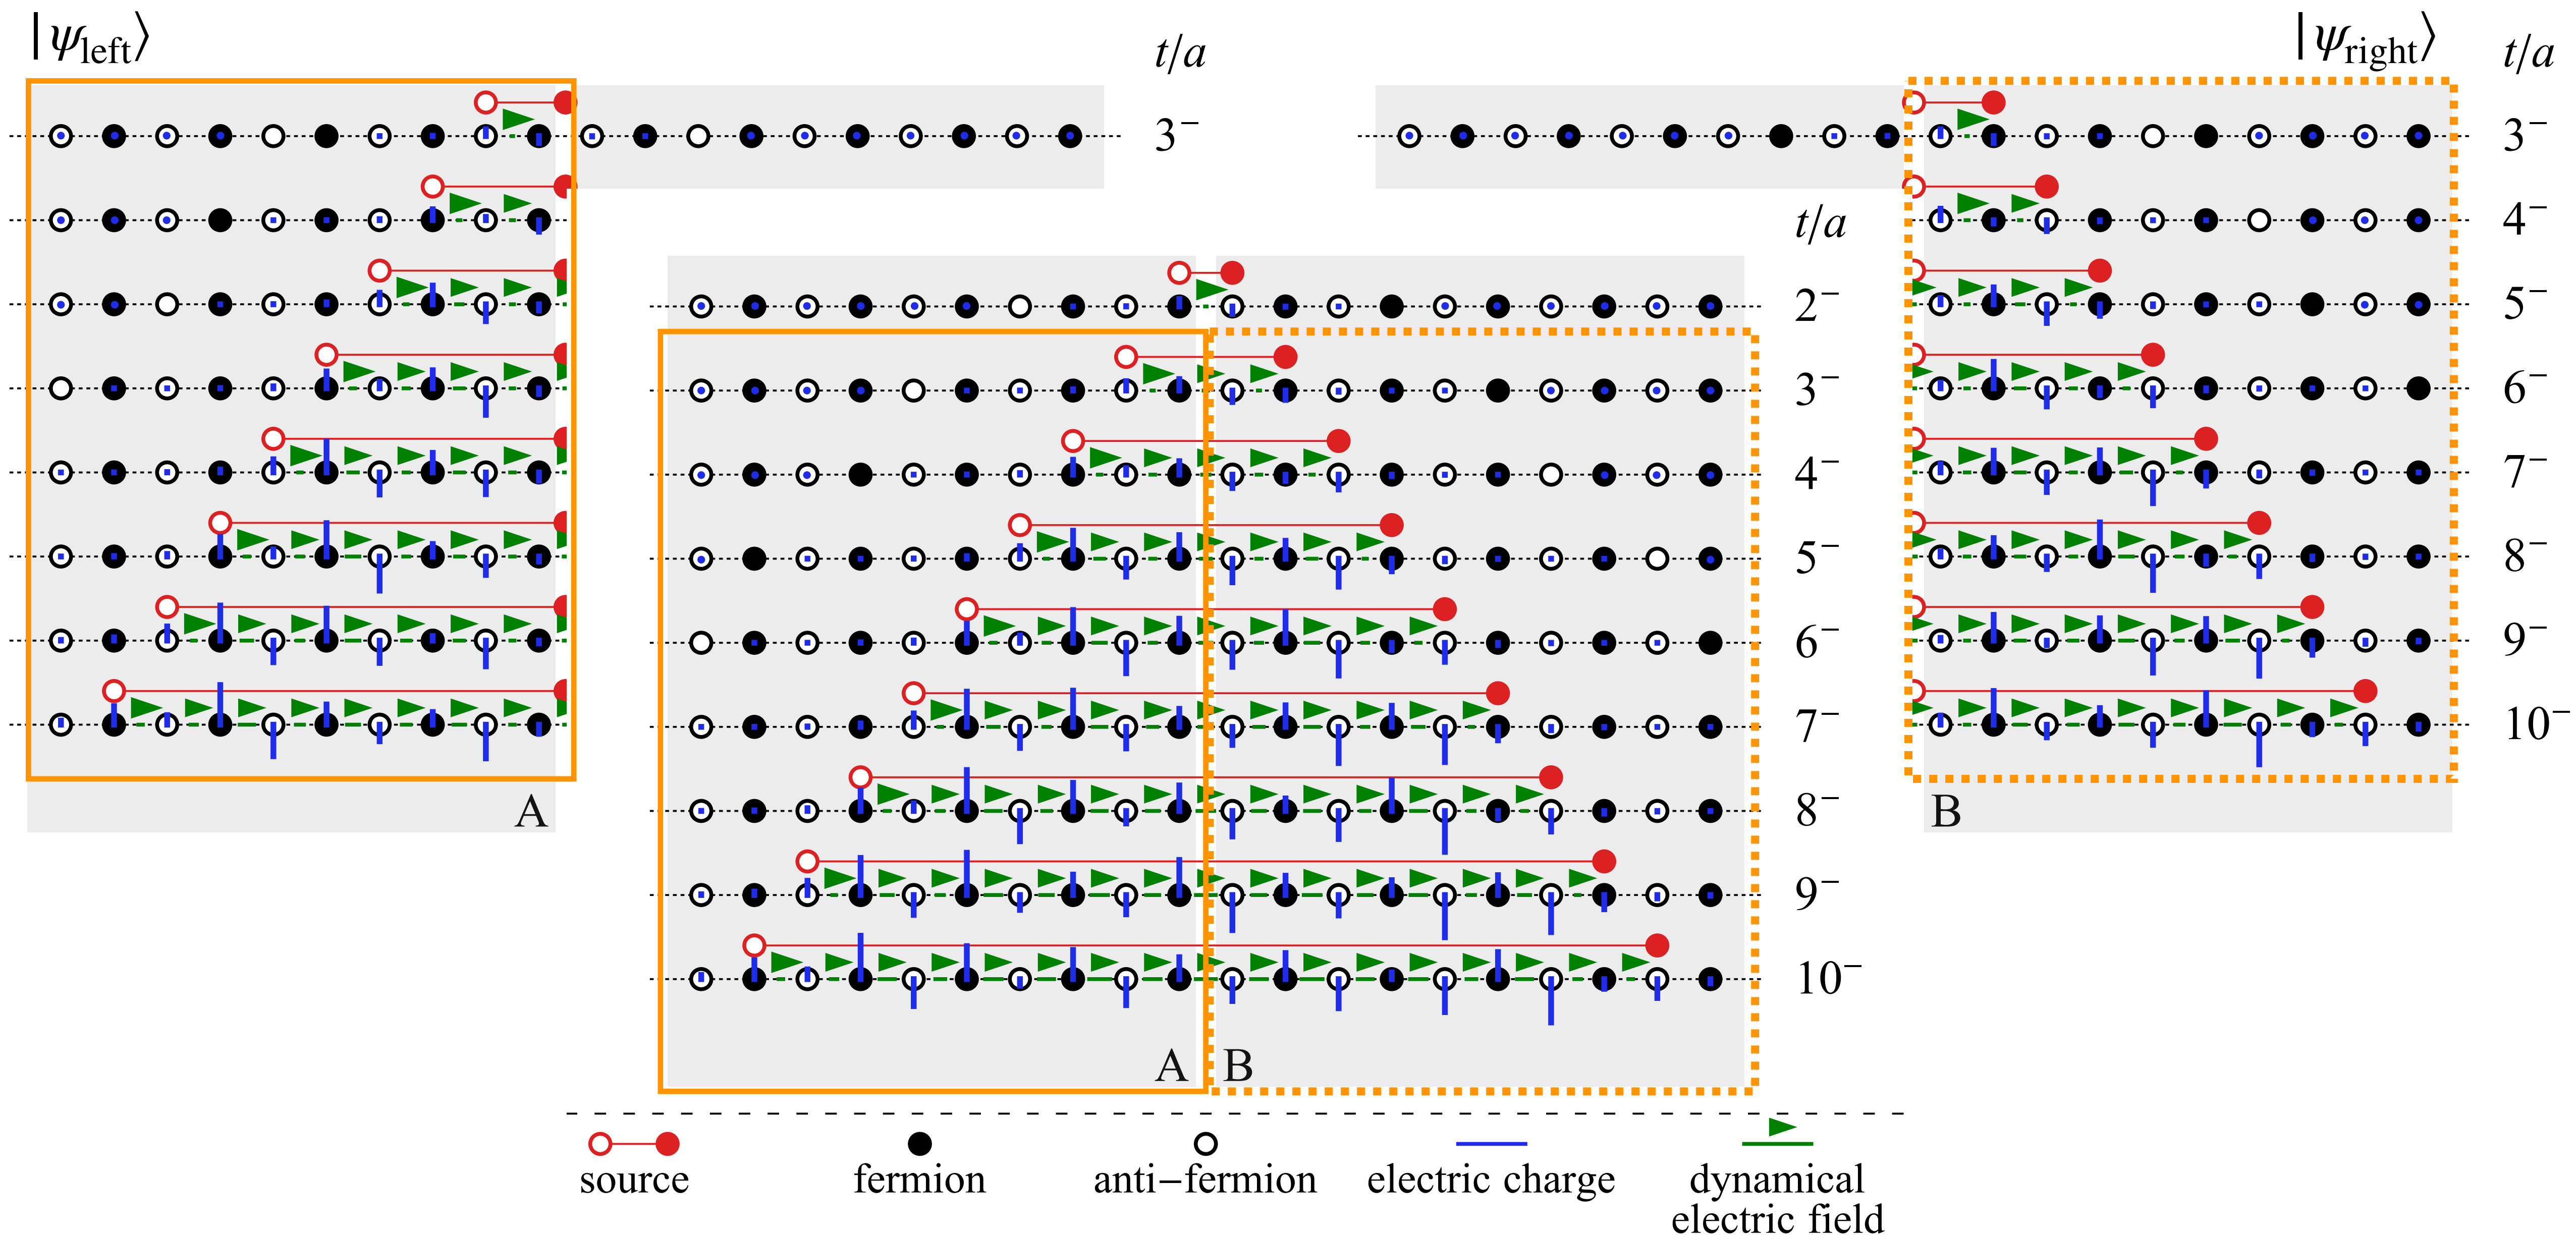 |ψleft⟩
t/a
|ψright⟩
t/a
3⁻
3⁻
4⁻
t/a
5⁻
2⁻
6⁻
3⁻
7⁻
4⁻
8⁻
5⁻
9⁻
6⁻
10⁻
7⁻
A
8⁻
B
9⁻
10⁻
A
B
source
fermion
anti−fermion
electric charge
dynamical
electric field